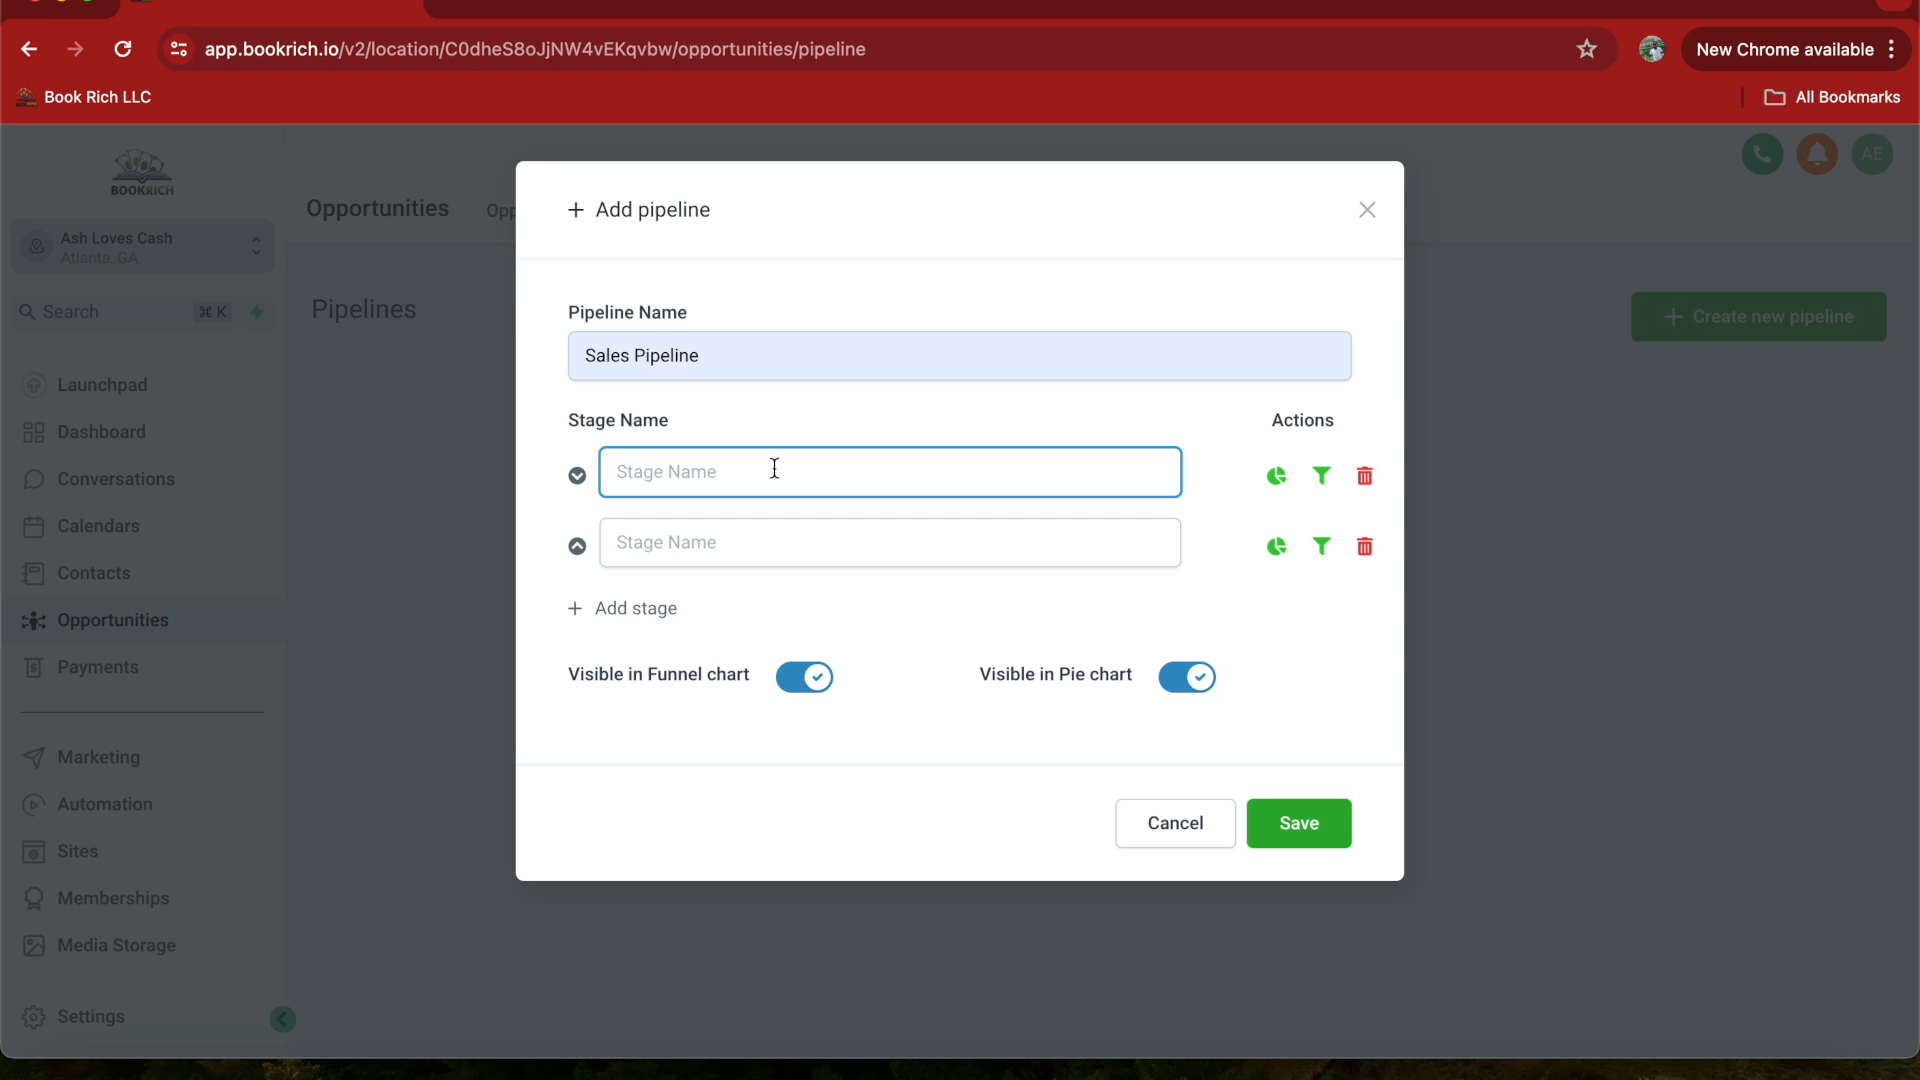 app.bookrich.io/v2/location/C0dheS8oJjNW4vEKqvbw/opportunities/pipeline
New Chrome available
Book Rich LLC
All Bookmarks
BOOKRICH
Ash Loves Cash
Atlanta, GA
Search ⌘ K
Launchpad
Dashboard
Conversations
Calendars
Contacts
Opportunities
Payments
Marketing
Automation
Sites
Memberships
Media Storage
Settings
Opportunities Opp
AE
Pipelines
+ Create new pipeline
+ Add pipeline
Pipeline Name
Sales Pipeline
Stage Name Actions
Stage Name
Stage Name
+ Add stage
Visible in Funnel chart Visible in Pie chart
Cancel Save